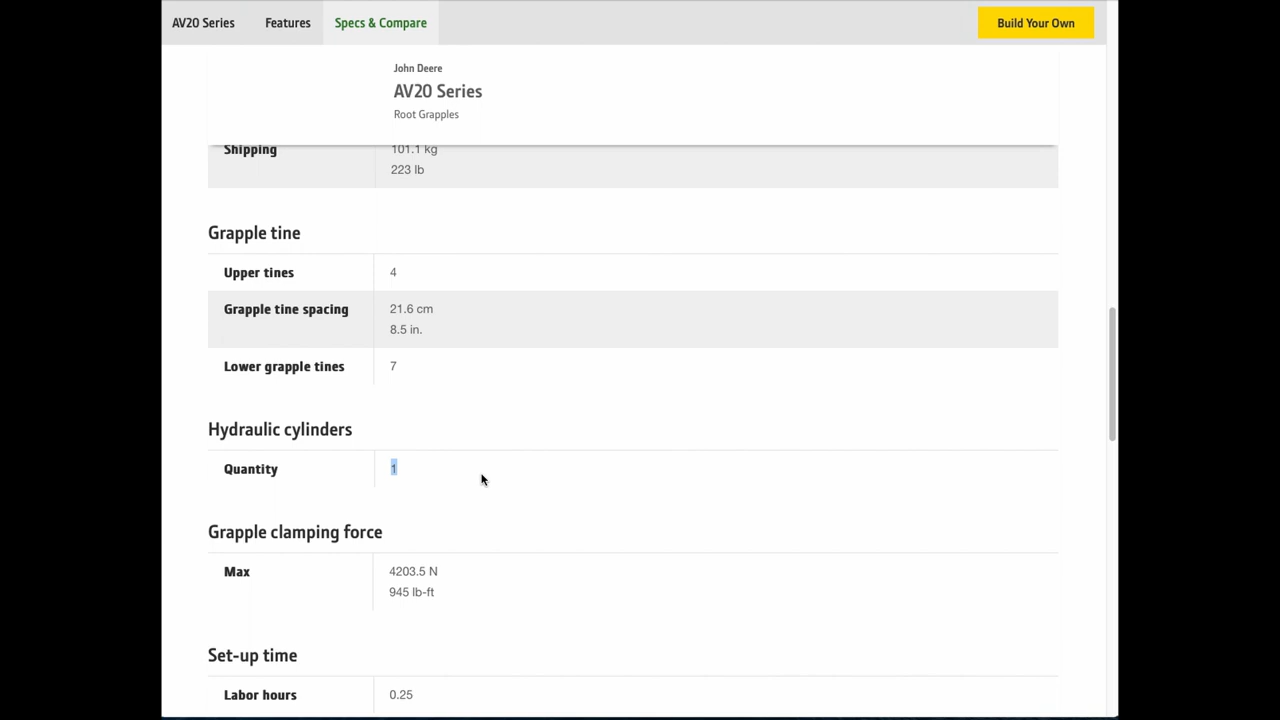 AV20 Series Features Specs & Compare Build Your Own
John Deere
AV20 Series
Root Grapples
Shipping 101.1 kg
223 lb
Grapple tine
Upper tines 4
Grapple tine spacing 21.6 cm
8.5 in.
Lower grapple tines 7
Hydraulic cylinders
Quantity 1
Grapple clamping force
Max 4203.5 N
945 lb-ft
Set-up time
Labor hours 0.25